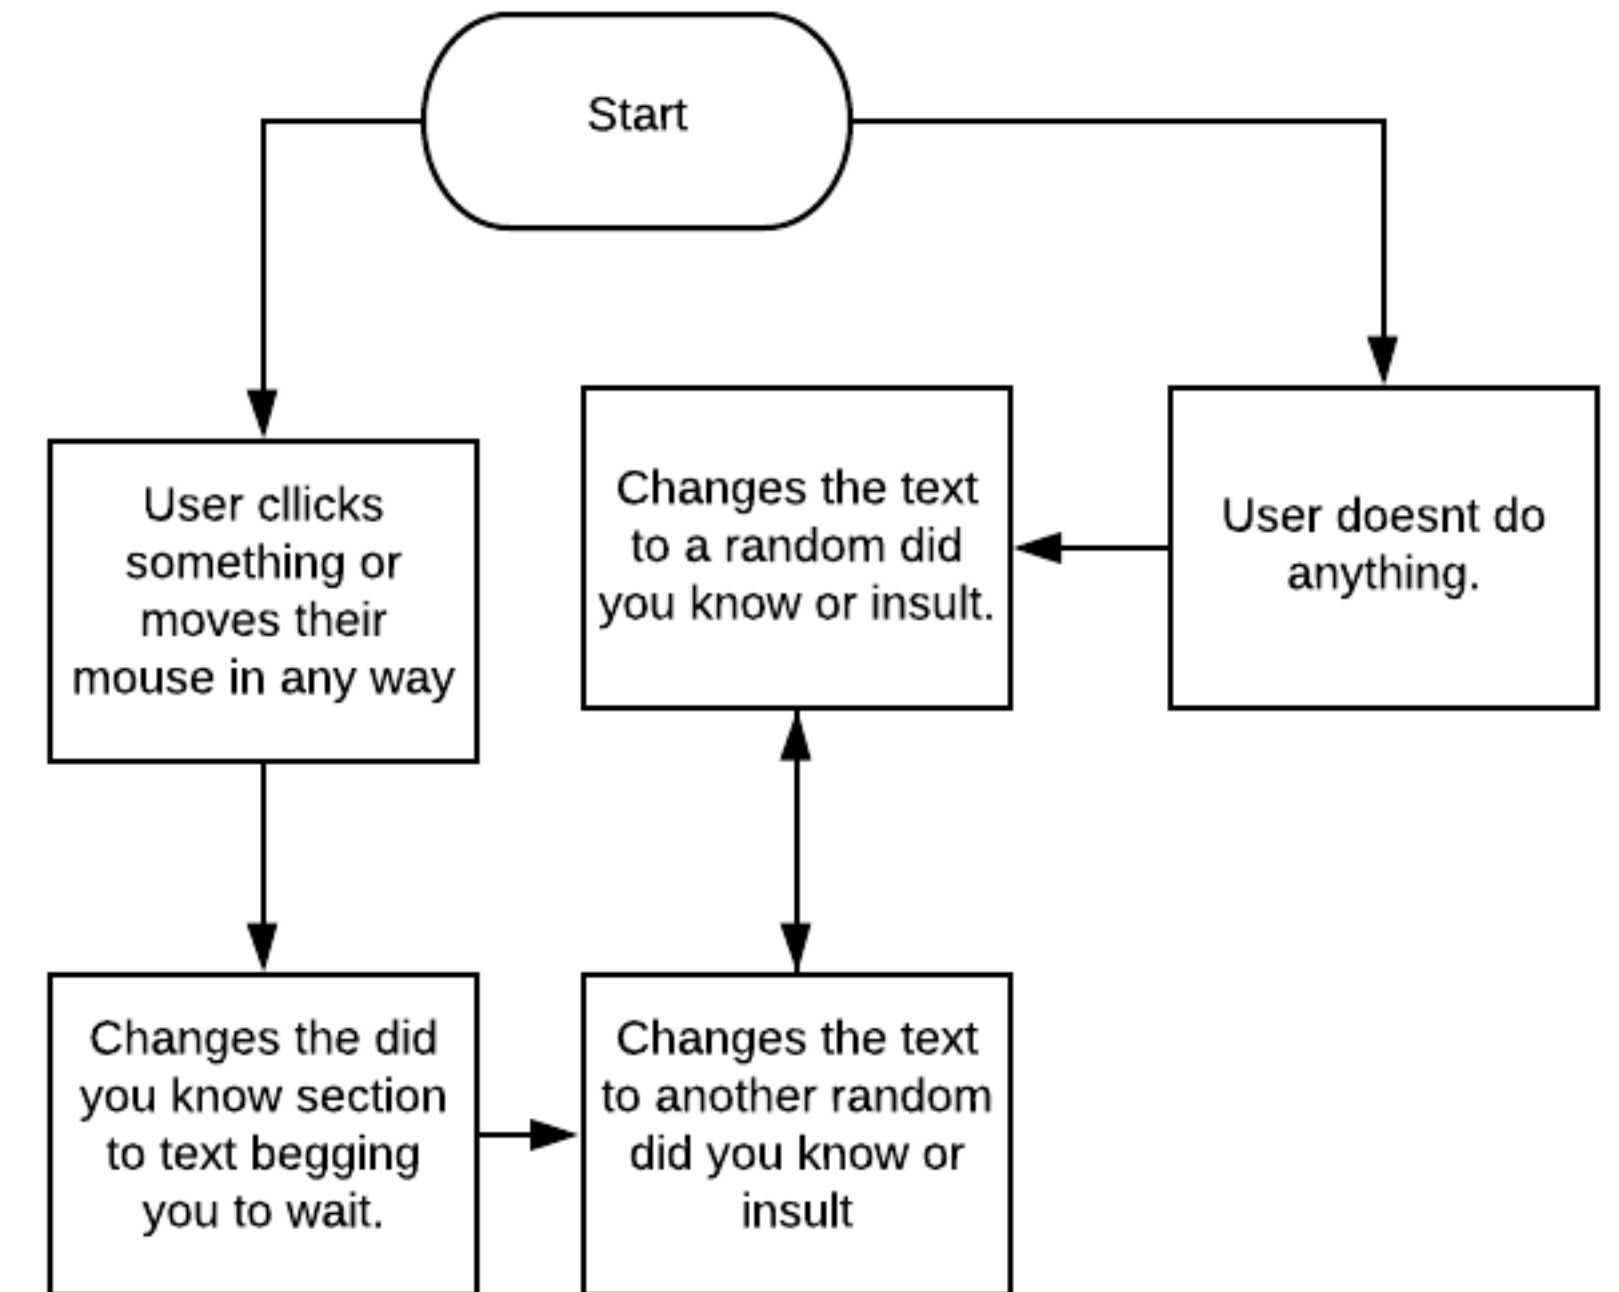 Start
User cllicks
something or
moves their
mouse in any way
Changes the text
to a random did
you know or insult.
User doesnt do
anything.
Changes the did
you know section
to text begging
you to wait.
Changes the text
to another random
did you know or
insult